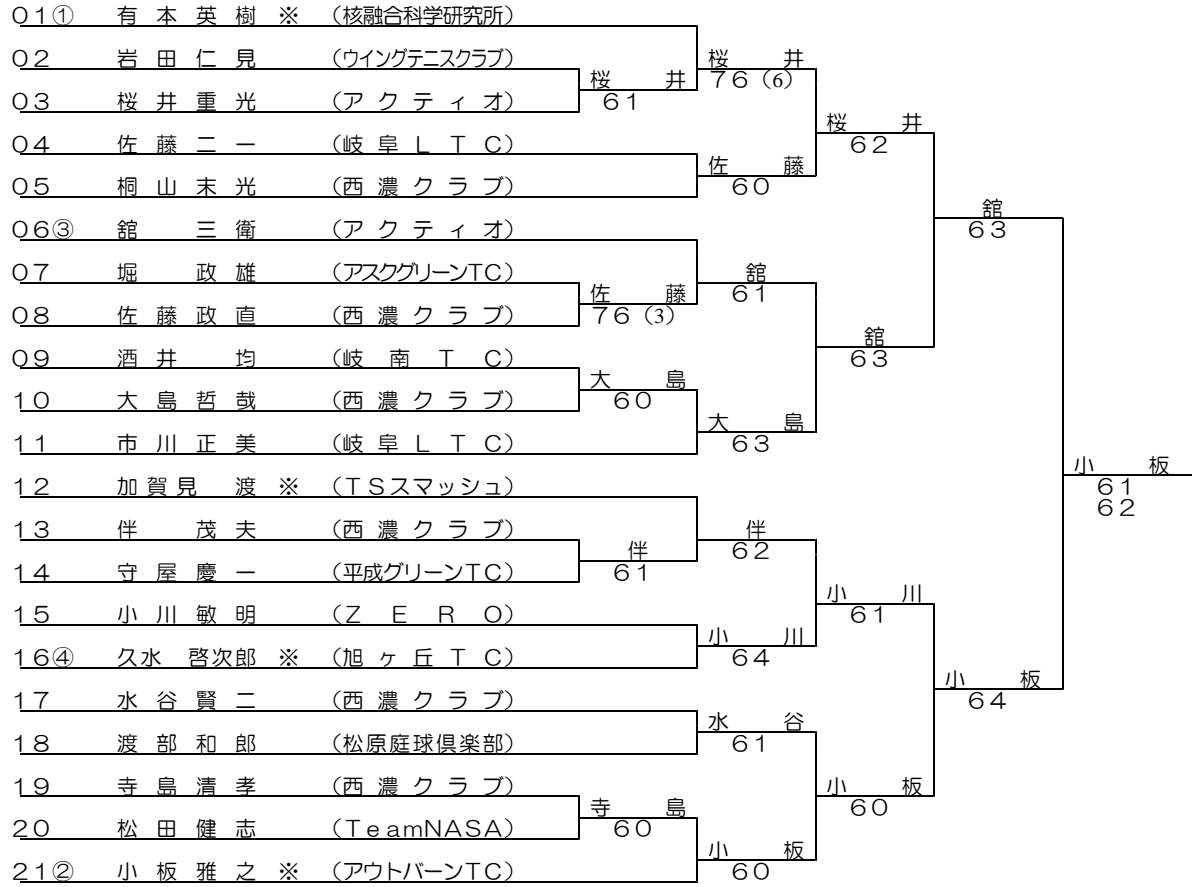 01① 有本英樹 ※ (核融合科学研究所)
02 岩田仁見 (ウイングテニスクラブ)
桜井
61
桜井
76(6)
03 桜井重光 (アクティオ)
桜井
62
04 佐藤二一 (岐阜LTC)
佐藤
60
05 桐山末光 (西濃クラブ)
舘
63
06③ 舘三衛 (アクティオ)
07 堀政雄 (アスクグリーンTC)
佐藤
76(3)
舘
61
08 佐藤政直 (西濃クラブ)
舘
63
09 酒井均 (岐南TC)
大島
60
10 大島哲哉 (西濃クラブ)
大島
63
11 市川正美 (岐阜LTC)
小板
61
62
12 加賀見渡 ※ (TSスマッシュ)
13 伴茂夫 (西濃クラブ)
伴
61
伴
62
14 守屋慶一 (平成グリーンTC)
小川
61
15 小川敏明 (ZERO)
小川
64
16④ 久水啓次郎 ※ (旭ヶ丘TC)
小板
64
17 水谷賢二 (西濃クラブ)
水谷
61
18 渡部和郎 (松原庭球倶楽部)
小板
60
19 寺島清孝 (西濃クラブ)
寺島
60
20 松田健志 (TeamNASA)
小板
60
21② 小板雅之 ※ (アウトバーンTC)